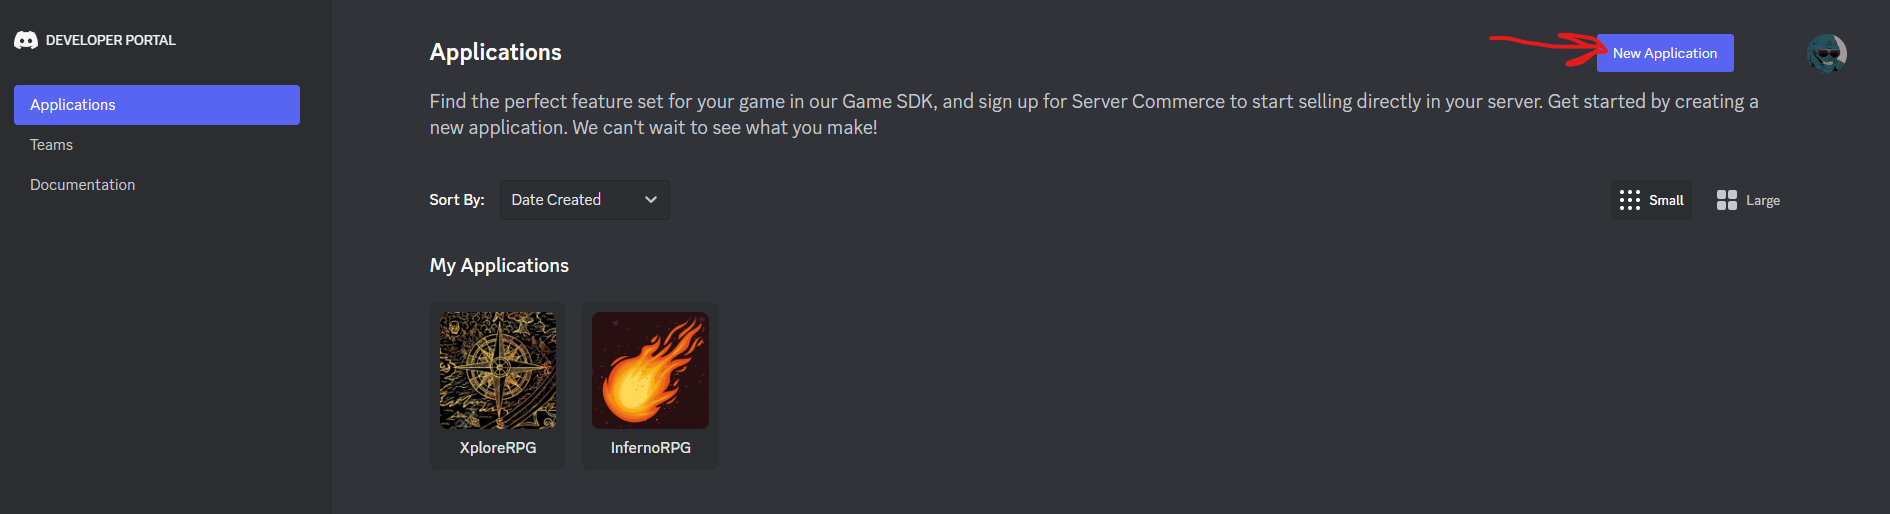 DEVELOPER PORTAL
Applications
Teams
Documentation
Applications
New Application
Find the perfect feature set for your game in our Game SDK, and sign up for Server Commerce to start selling directly in your server. Get started by creating a
new application. We can't wait to see what you make!
Sort By: Date Created
Small Large
My Applications
XploreRPG InfernoRPG